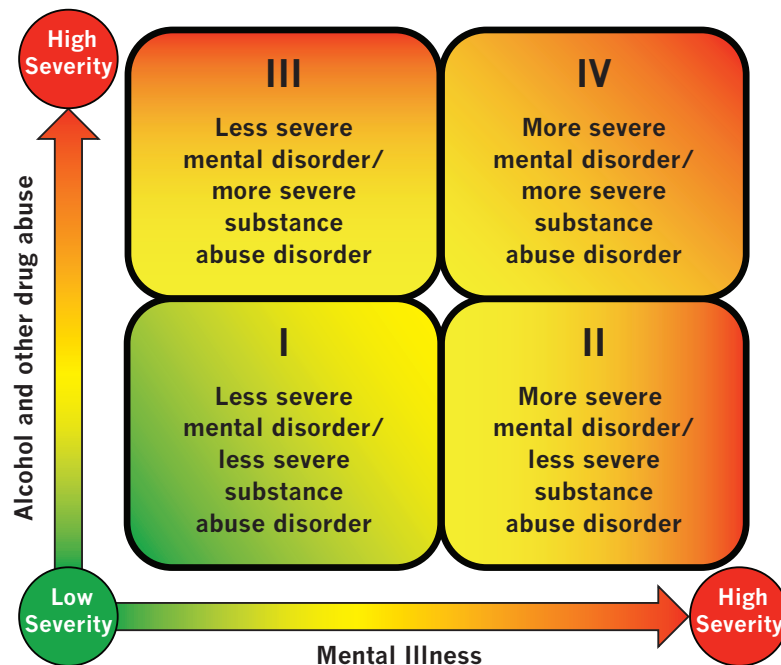 High
Severity
III
Less severe
mental disorder/
more severe
substance
abuse disorder
IV
More severe
mental disorder/
more severe
substance
abuse disorder
Alcohol and other drug abuse
I
Less severe
mental disorder/
less severe
substance
abuse disorder
II
More severe
mental disorder/
less severe
substance
abuse disorder
Low
Severity
High
Severity
Mental Illness